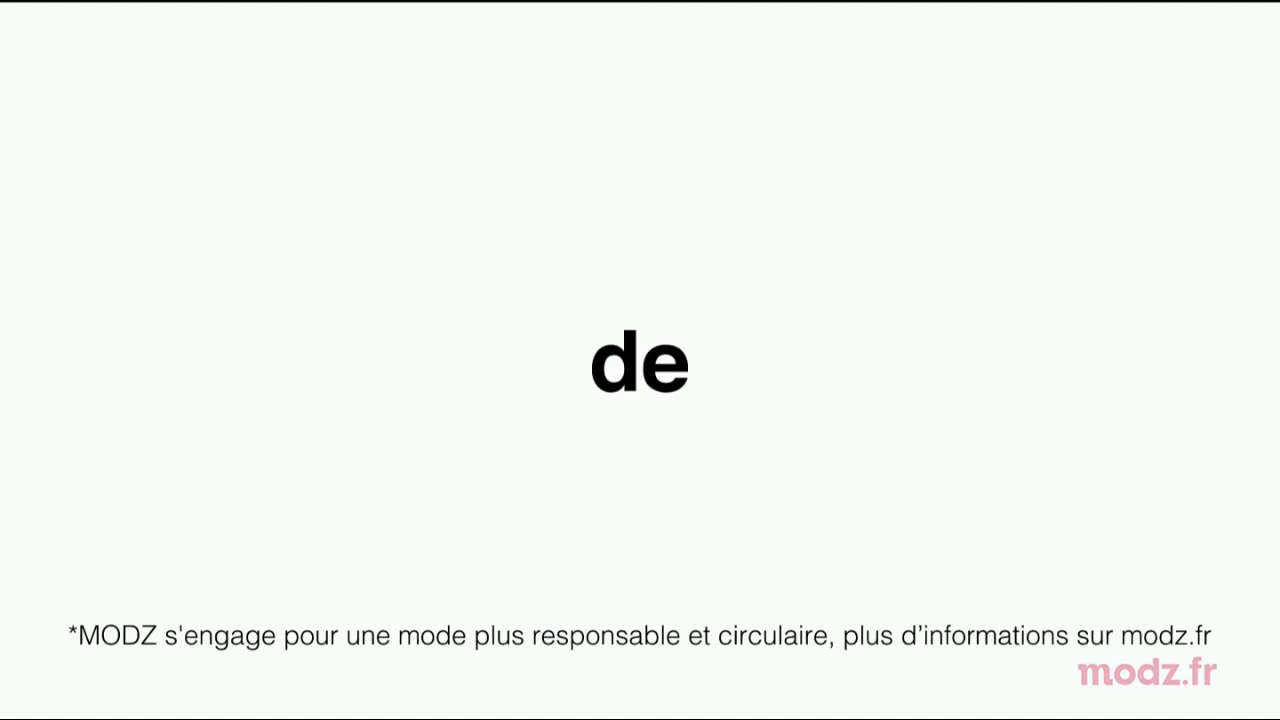 de
*MODZ s'engage pour une mode plus responsable et circulaire, plus d’informations sur modz.fr
modz.fr